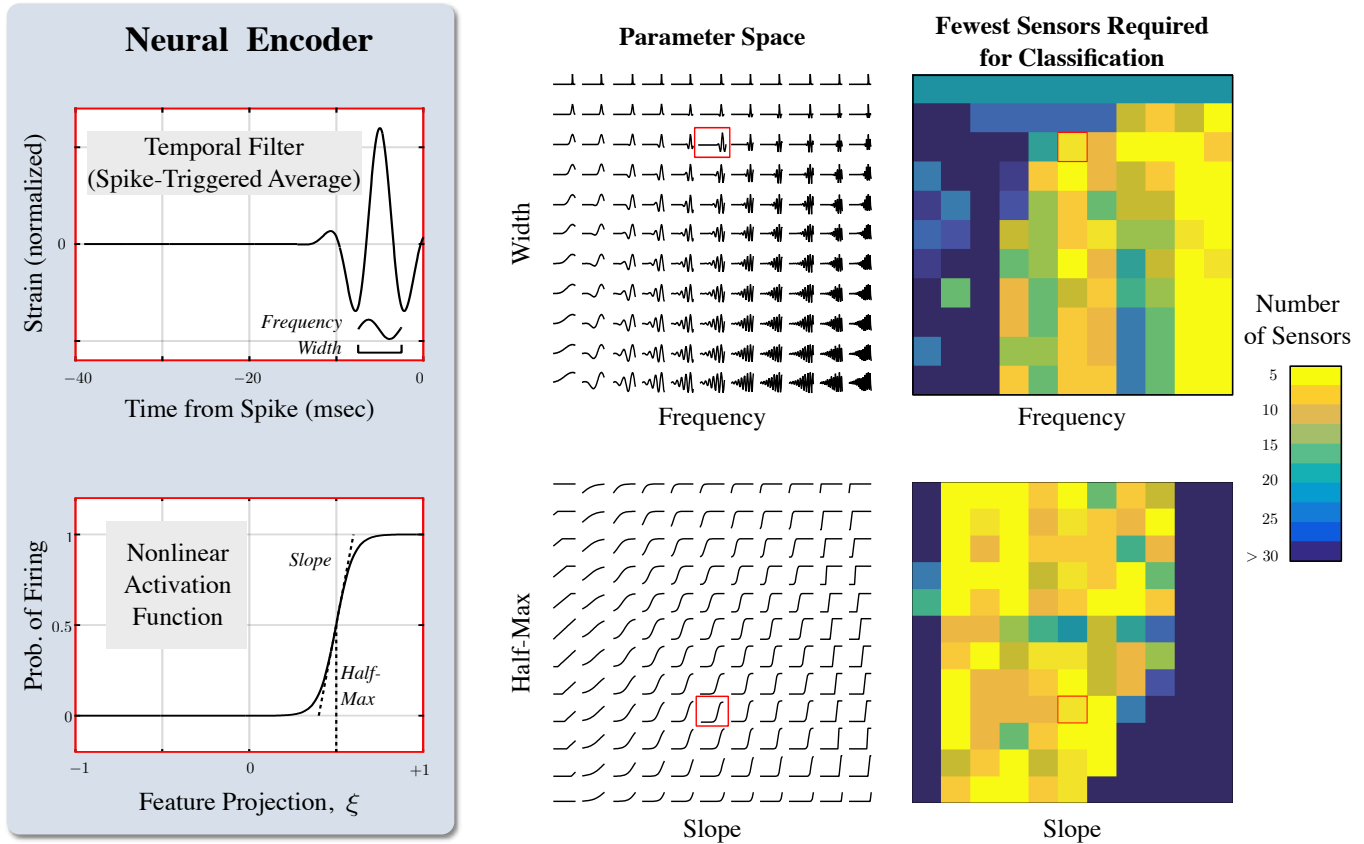 Neural Encoder
Strain (normalized)
0
Temporal Filter
(Spike-Triggered Average)
Frequency
Width
−40
−20
0
Time from Spike (msec)
Prob. of Firing
1
0.5
0
Nonlinear
Activation
Function
Slope
Half-
Max
−1
0
+1
Feature Projection, ξ
Parameter Space
Width
Frequency
Half-Max
Slope
Fewest Sensors Required
for Classification
Frequency
Slope
Number
of Sensors
5
10
15
20
25
> 30